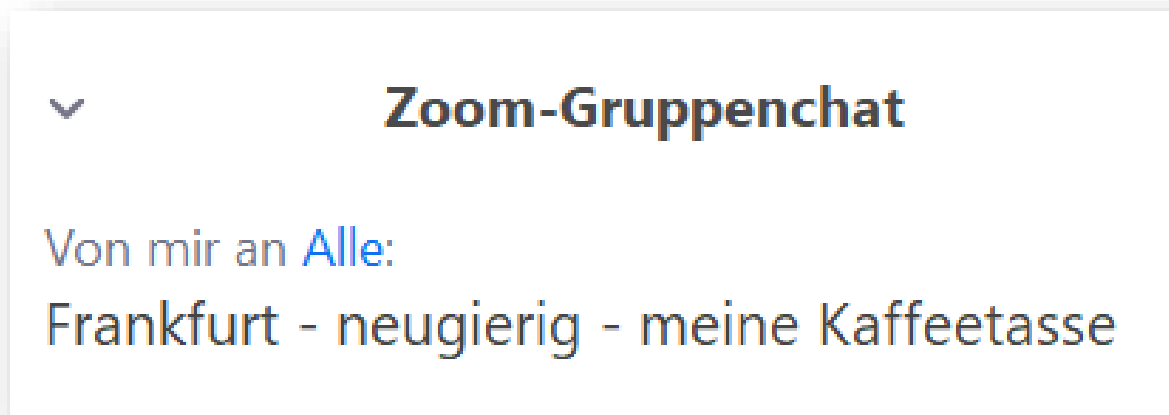 Zoom-Gruppenchat
Von mir an Alle:
Frankfurt - neugierig - meine Kaffeetasse